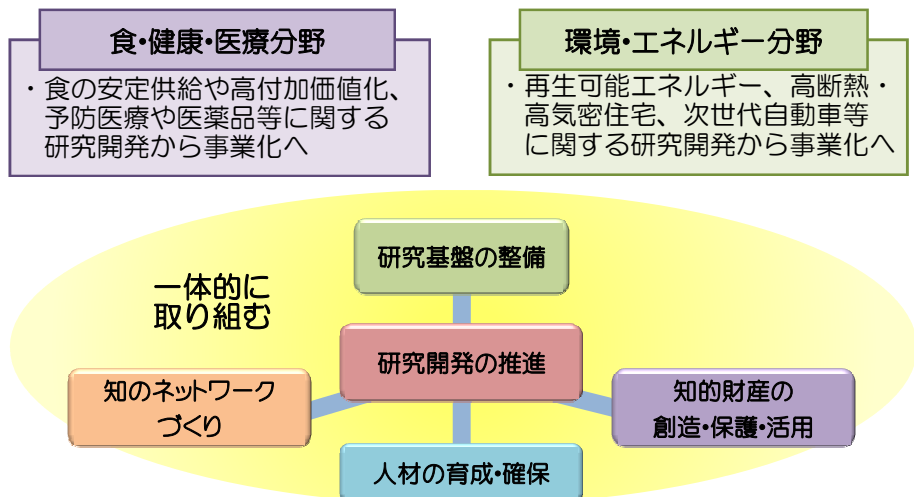 食・健康・医療分野
・食の安定供給や高付加価値化、
予防医療や医薬品等に関する
研究開発から事業化へ
環境・エネルギー分野
・再生可能エネルギー、高断熱・
高気密住宅、次世代自動車等
に関する研究開発から事業化へ
一体的に
取り組む
研究基盤の整備
研究開発の推進
知のネットワーク
づくり
知的財産の
創造・保護・活用
人材の育成・確保